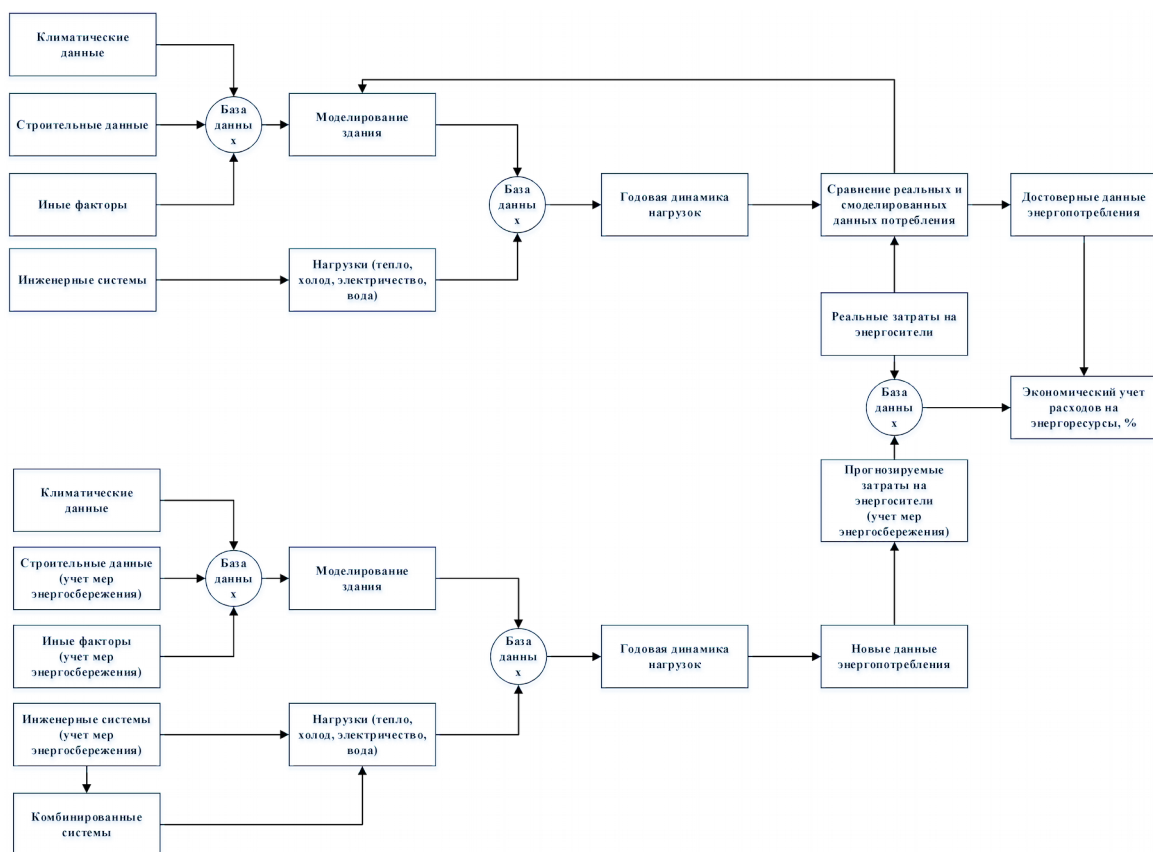 Климатические
данные
Строительные данные
Иные факторы
Инженерные системы
База
данны
х
Моделирование
здания
Нагрузки (тепло,
холод, электричество,
вода)
База
данны
х
Годовая динамика
нагрузок
Сравнение реальных и
смоделированных
данных потребления
Достоверные данные
энергопотребления
Реальные затраты на
энергосители
База
данны
х
Экономический учет
расходов на
энергоресурсы, %
Прогнозируемые
затраты на
энергосители
(учет мер
энергосбережения)
Климатические
данные
Строительные данные
(учет мер
энергосбережения)
Иные факторы
(учет мер
энергосбережения)
Инженерные системы
(учет мер
энергосбережения)
Комбинированные
системы
База
данны
х
Моделирование
здания
Нагрузки (тепло,
холод, электричество,
вода)
База
данны
х
Годовая динамика
нагрузок
Новые данные
энергопотребления